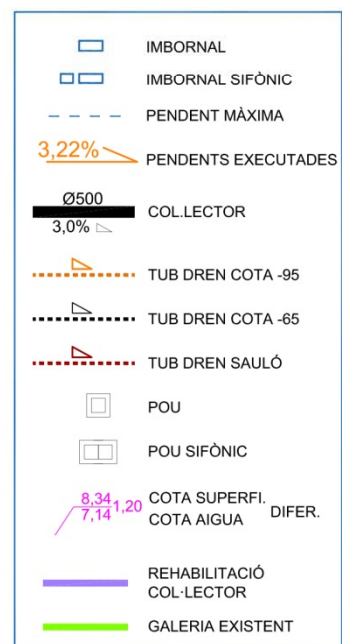 IMBORNAL
IMBORNAL SIFÒNIC
PENDENT MÀXIMA
3,22% PENDENTS EXECUTADES
Ø500
COL.LECTOR
3,0%
TUB DREN COTA -95
TUB DREN COTA -65
TUB DREN SAULÓ
POU
POU SIFÒNIC
8,34 1,20 COTA SUPERFI. DIFER.
7,14 COTA AIGUA
REHABILITACIÓ
COL·LECTOR
GALERIA EXISTENT